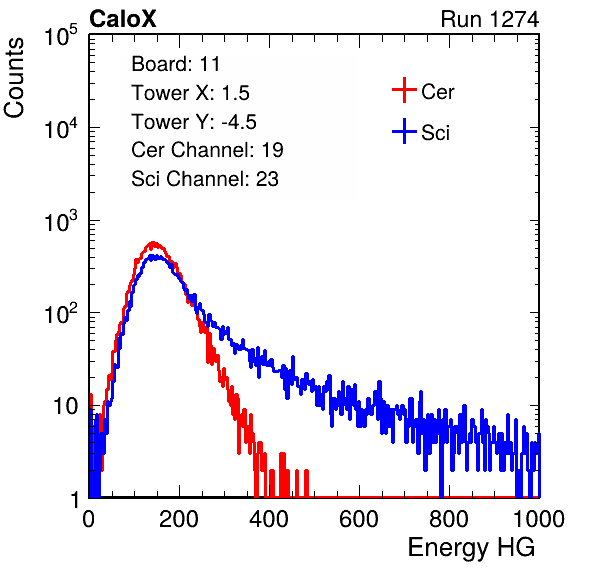 CaloX Run 1274
Counts
Board: 11
Tower X: 1.5
Tower Y: -4.5
Cer Channel: 19
Sci Channel: 23
Cer
Sci
10^5
10^4
10^3
10^2
10
1
0 200 400 600 800 1000
Energy HG